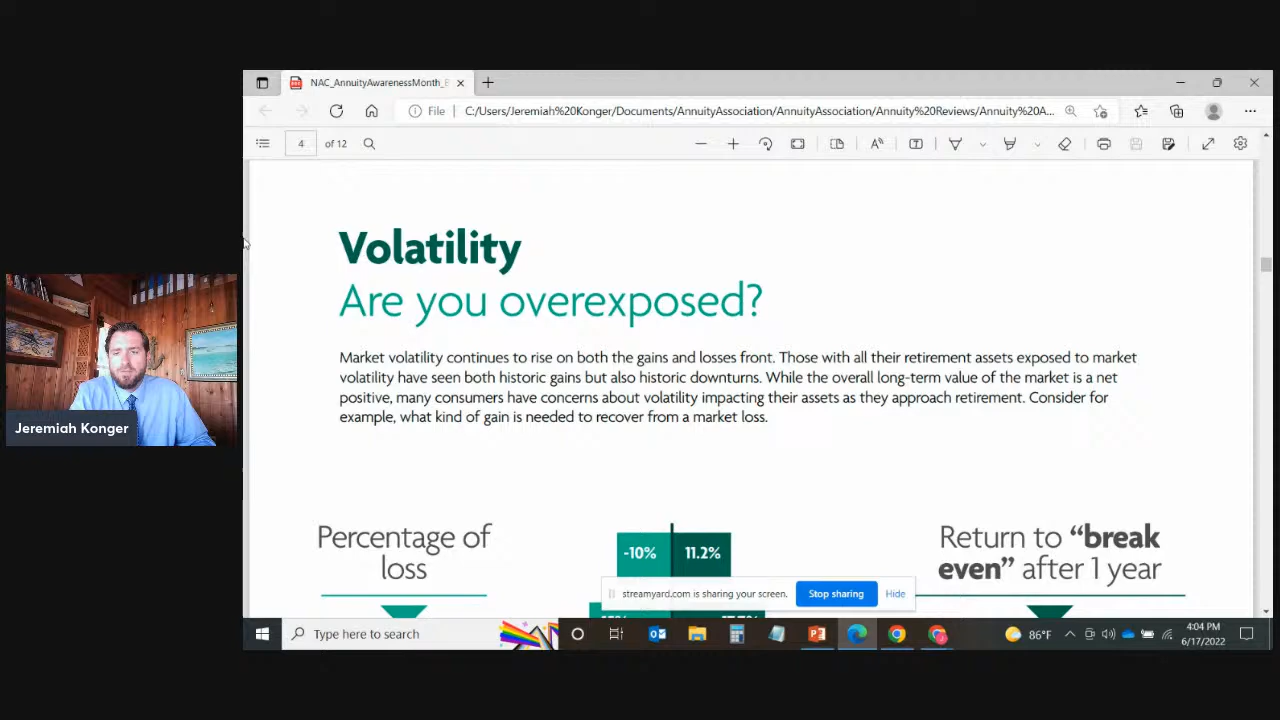 NAC_AnnuityAwarenessMonth_
File
C:/Users/Jeremiah%20Konger/Documents/AnnuityAssociation/AnnuityAssociation/Annuity%20Reviews/Annuity%20A...
4 of 12
Volatility
Are you overexposed?
Market volatility continues to rise on both the gains and losses front. Those with all their retirement assets exposed to market
volatility have seen both historic gains but also historic downturns. While the overall long-term value of the market is a net
positive, many consumers have concerns about volatility impacting their assets as they approach retirement. Consider for
example, what kind of gain is needed to recover from a market loss.
Jeremiah Konger
Percentage of
loss
-10% 11.2%
Return to “break
even” after 1 year
streamyard.com is sharing your screen. Stop sharing Hide
Type here to search
86°F
4:04 PM
6/17/2022